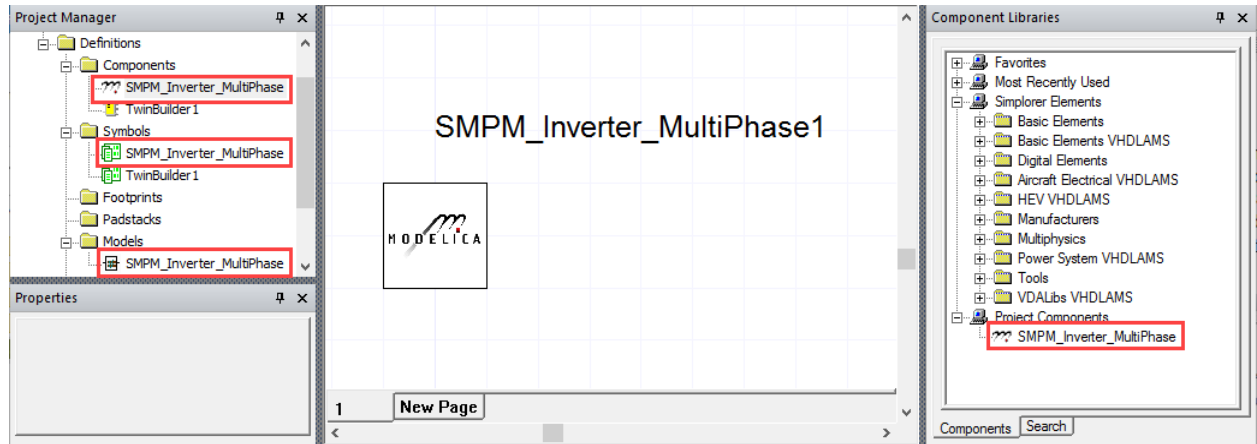 Project Manager
Definitions
Components
SMPM_Inverter_MultiPhase
TwinBuilder1
Symbols
SMPM_Inverter_MultiPhase
TwinBuilder1
Footprints
Padstacks
Models
SMPM_Inverter_MultiPhase
Properties
SMPM_Inverter_MultiPhase1
MODELICA
1
New Page
Component Libraries
Favorites
Most Recently Used
Simplorer Elements
Basic Elements
Basic Elements VHDLAMS
Digital Elements
Aircraft Electrical VHDLAMS
HEV VHDLAMS
Manufacturers
Multiphysics
Power System VHDLAMS
Tools
VDALibs VHDLAMS
Project Components
SMPM_Inverter_MultiPhase
Components
Search